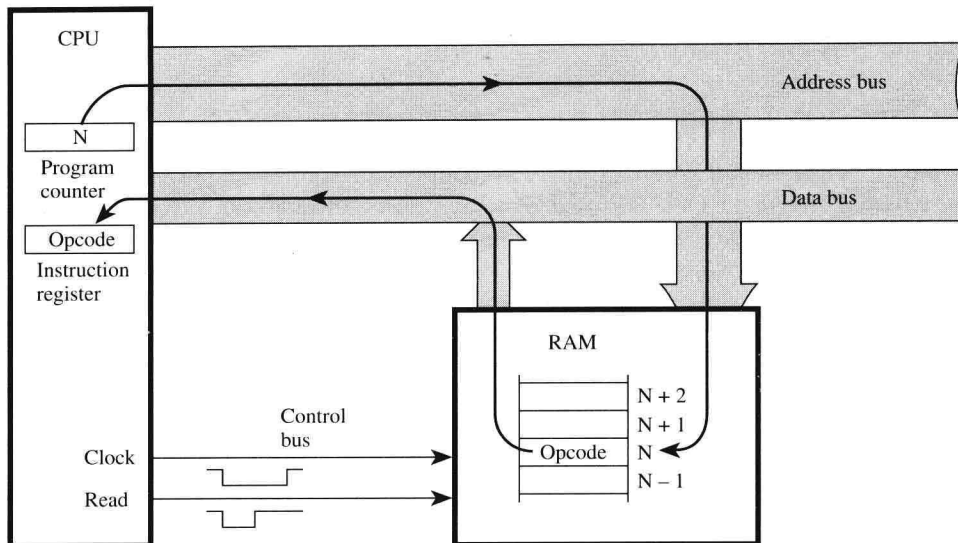 CPU
Address bus
N
Program
counter
Data bus
Opcode
Instruction
register
RAM
N + 2
Control
bus
N + 1
Opcode
N
Clock
N – 1
Read